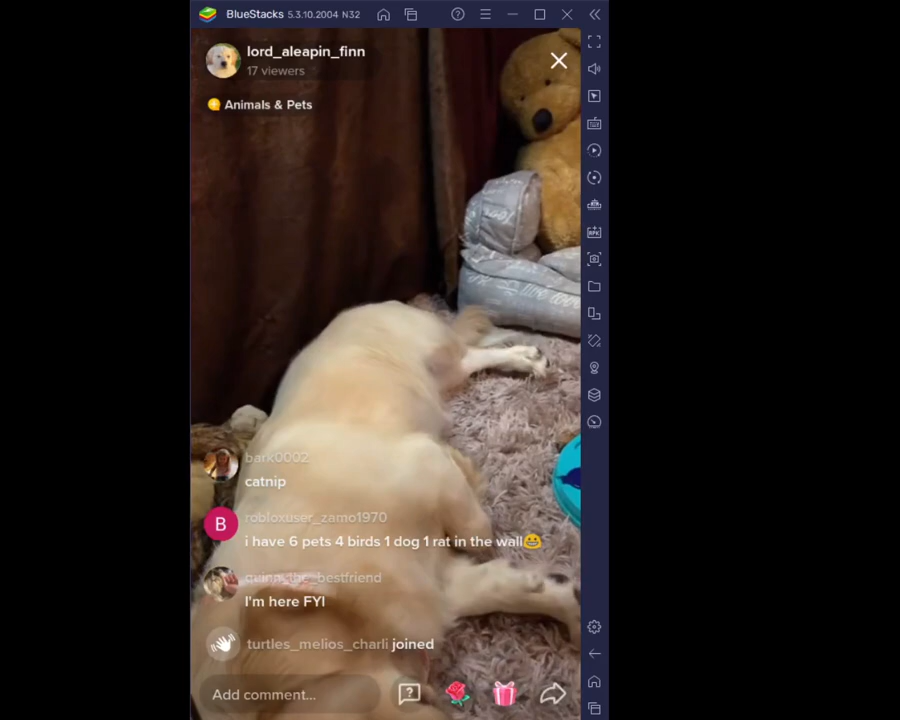 BlueStacks 5.3.10.2004 N32
lord_aleapin_finn
17 viewers
Animals & Pets
bark0002
catnip
B
robloxuser_zamo1970
i have 6 pets 4 birds 1 dog 1 rat in the wall😀
quinn_the_bestfriend
I'm here FYI
turtles_melios_charli joined
Add comment...